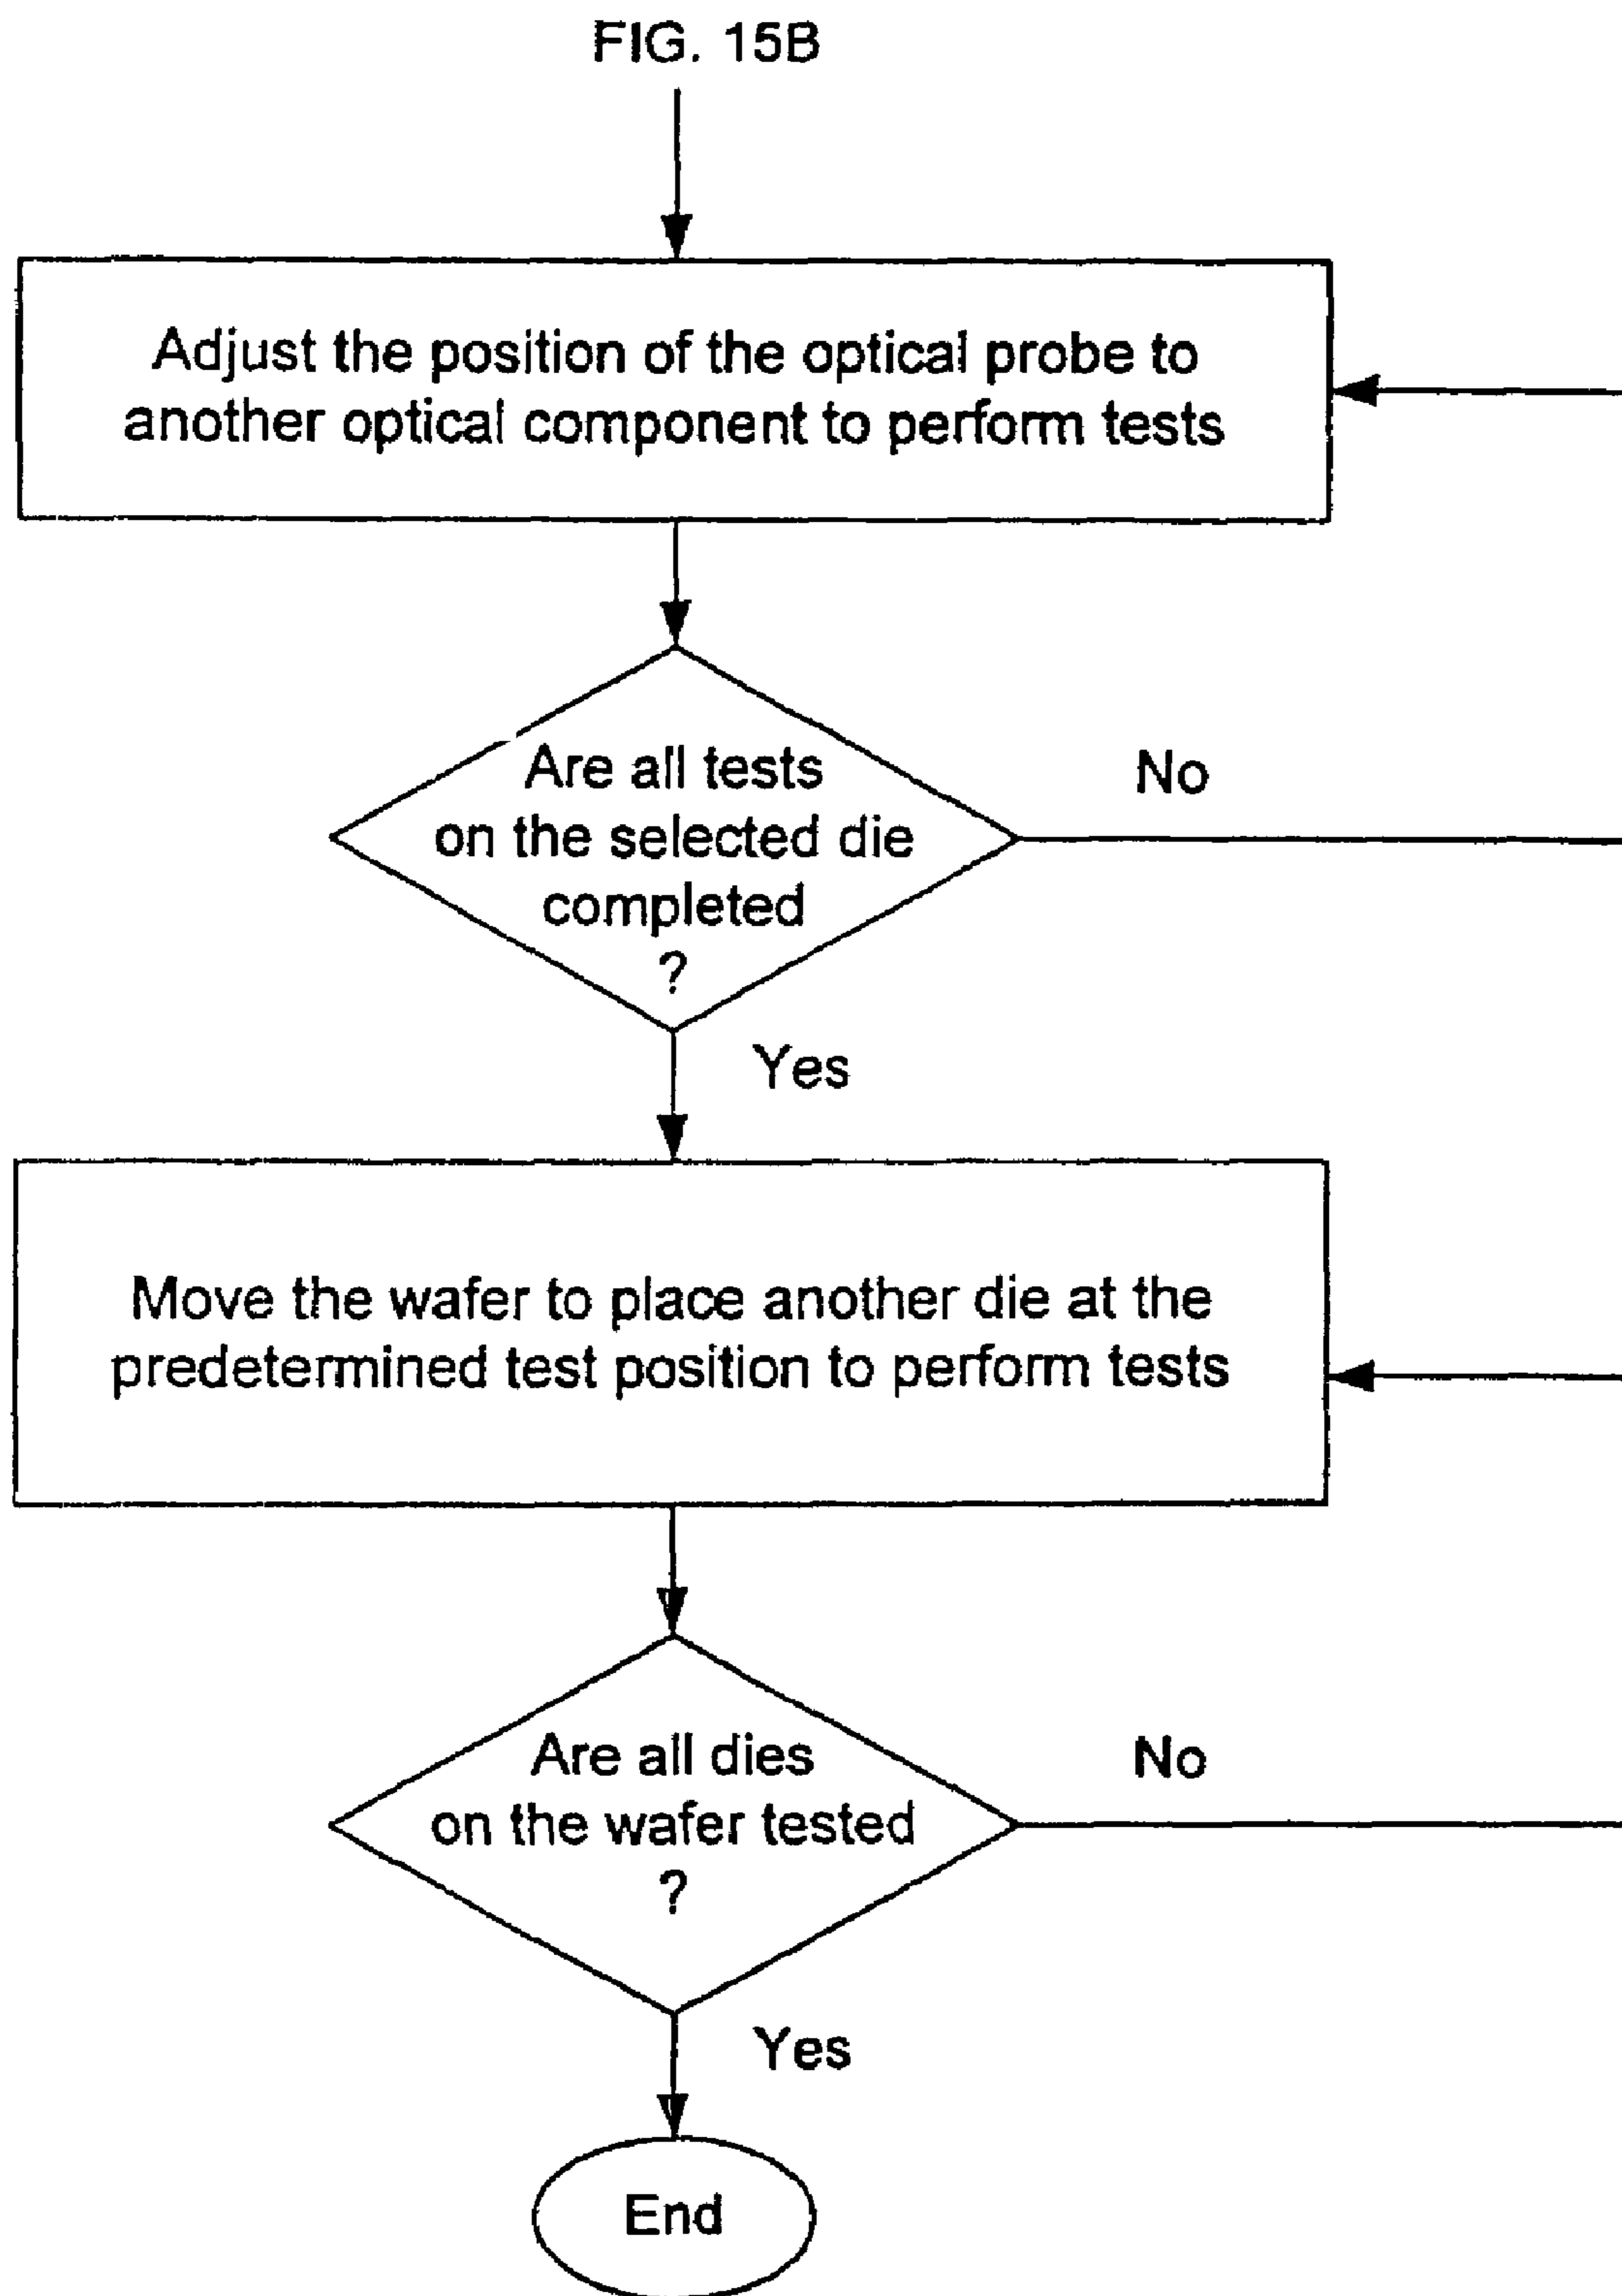 FIG. 15B
Adjust the position of the optical probe to
another optical component to perform tests
Are all tests
on the selected die
completed
?
No
Yes
Move the wafer to place another die at the
predetermined test position to perform tests
Are all dies
on the wafer tested
?
No
Yes
End